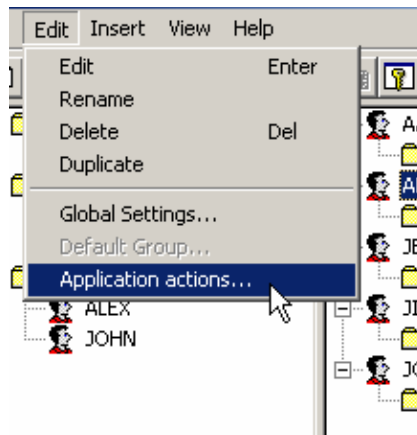 Edit Insert View Help
Edit Enter
Rename
Delete Del
Duplicate
Global Settings...
Default Group...
Application actions...
ALEX
JOHN